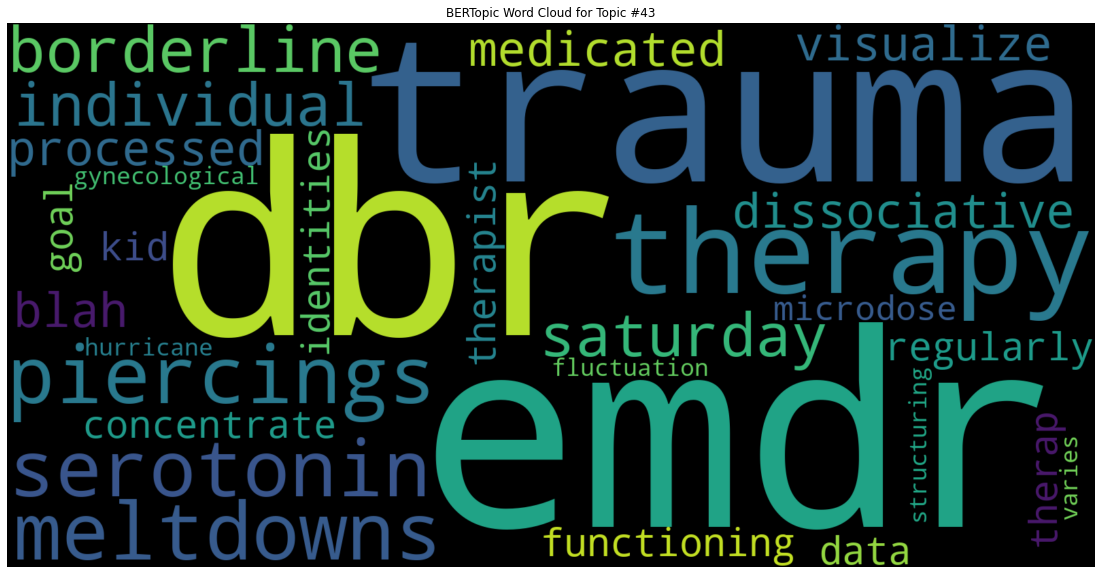 BERTopic Word Cloud for Topic #43
borderline
medicated
visualize
trauma
individual
processed
gynecological
identities
dbr
therapist
dissociative
therapy
goal
kid
blah
microdose
saturday
regularly
hurricane
fluctuation
piercings
emdr
structuring
concentrate
therap
varies
serotonin
meltdowns
functioning
data